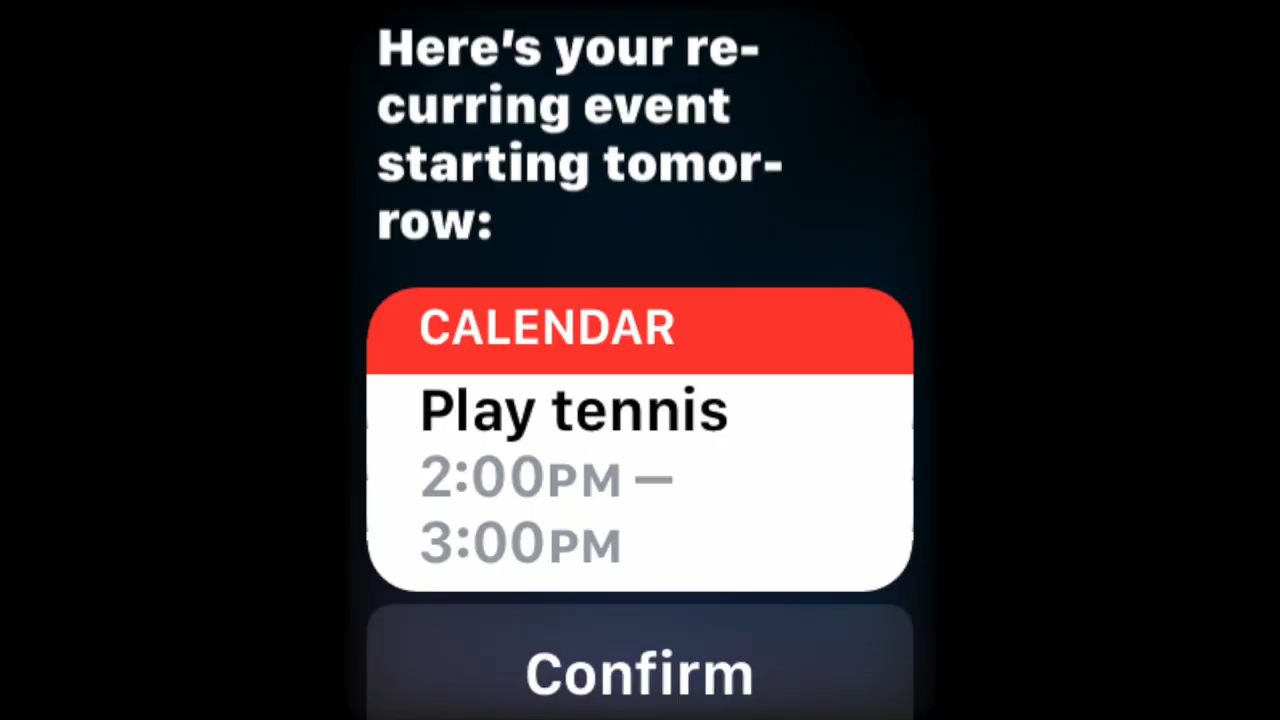 Here’s your re-
curring event
starting tomor-
row:
CALENDAR
Play tennis
2:00PM –
3:00PM
Confirm